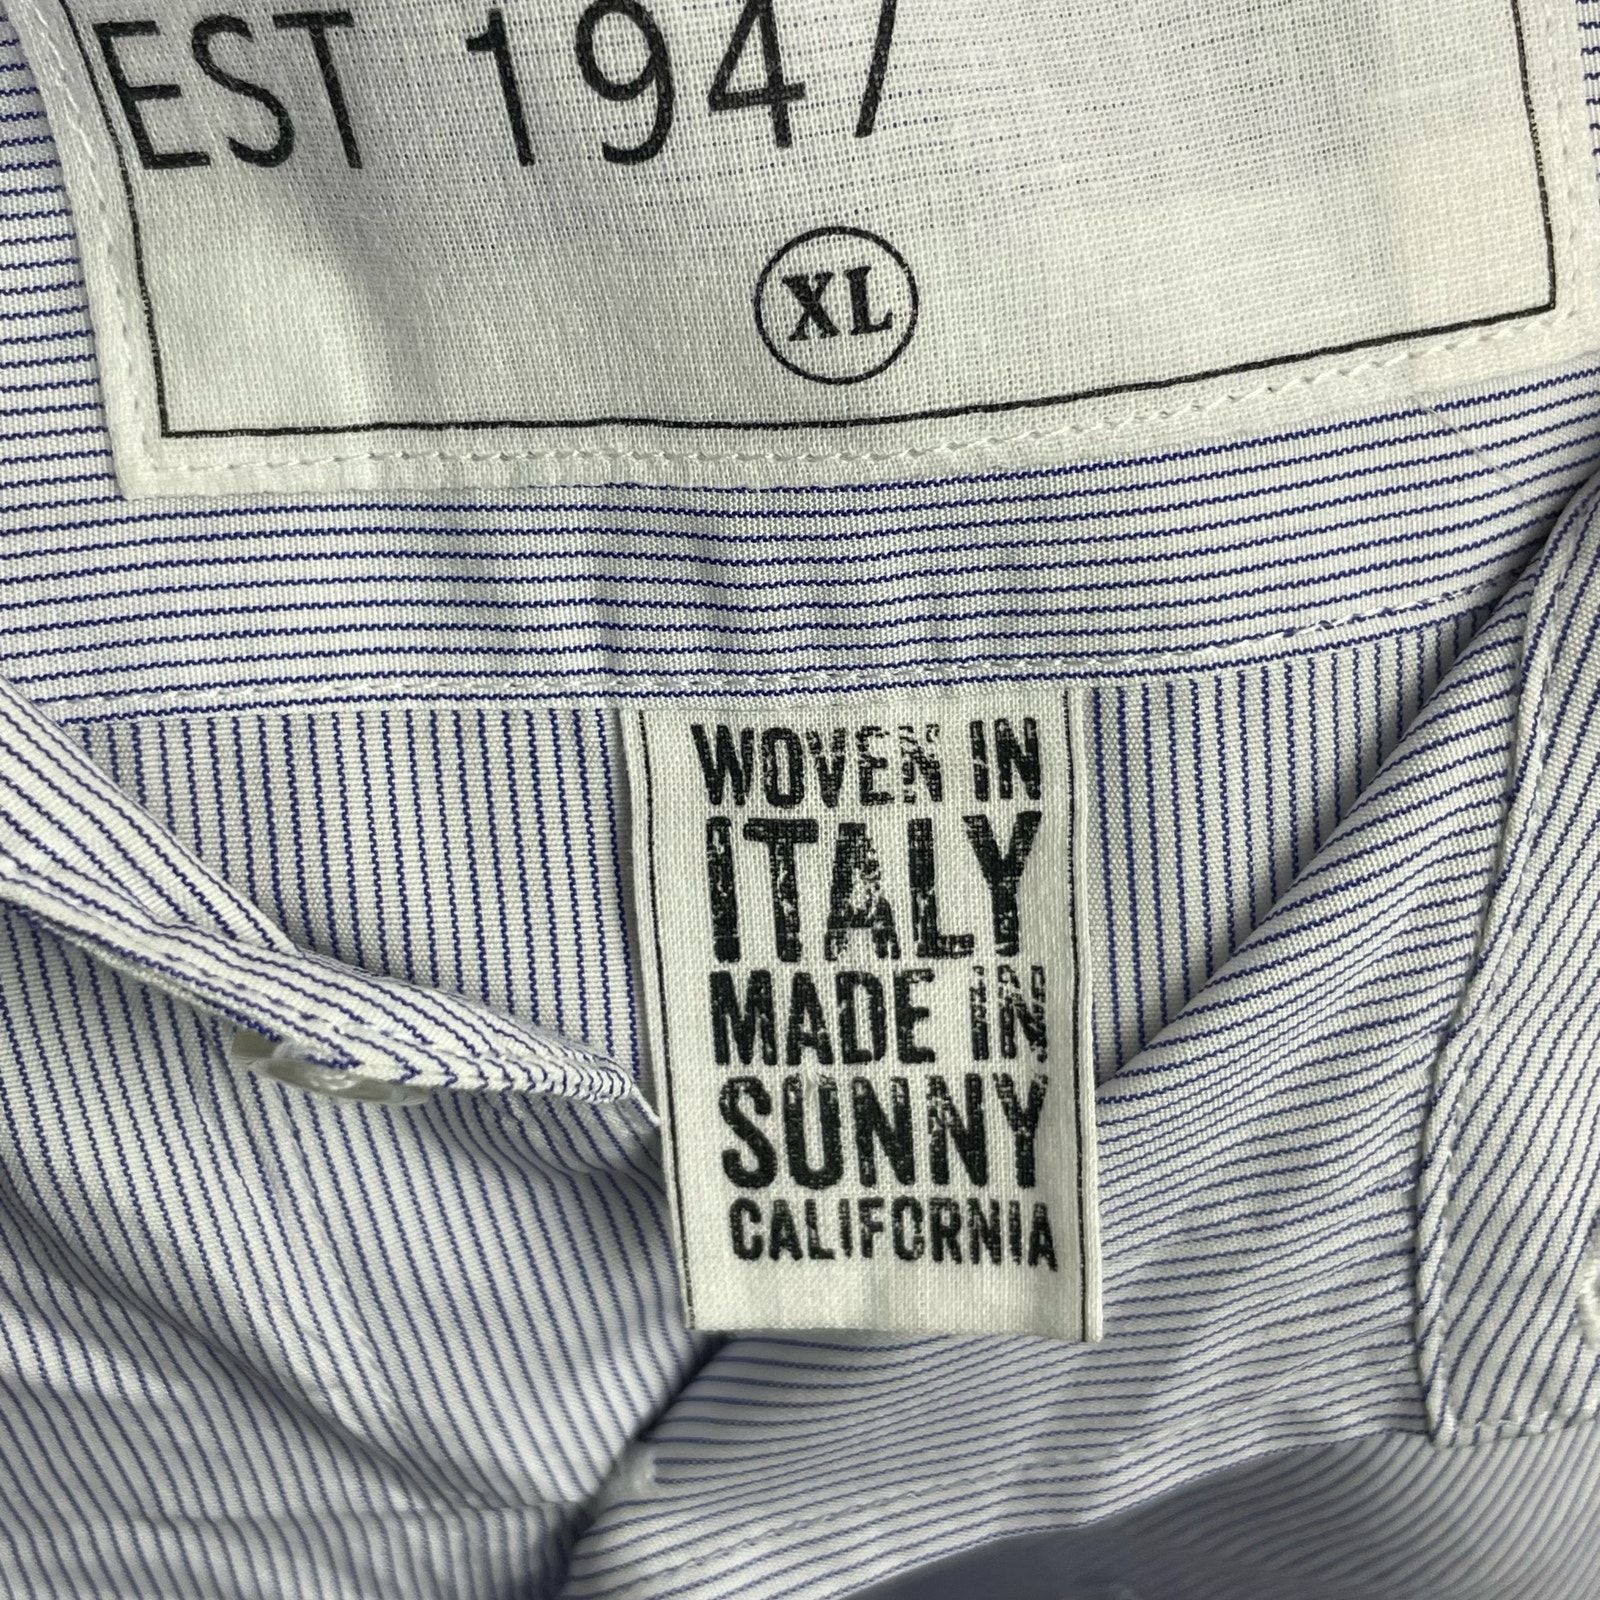 EST 1947
XL
WOVEN IN
ITALY
MADE IN
SUNNY
CALIFORNIA